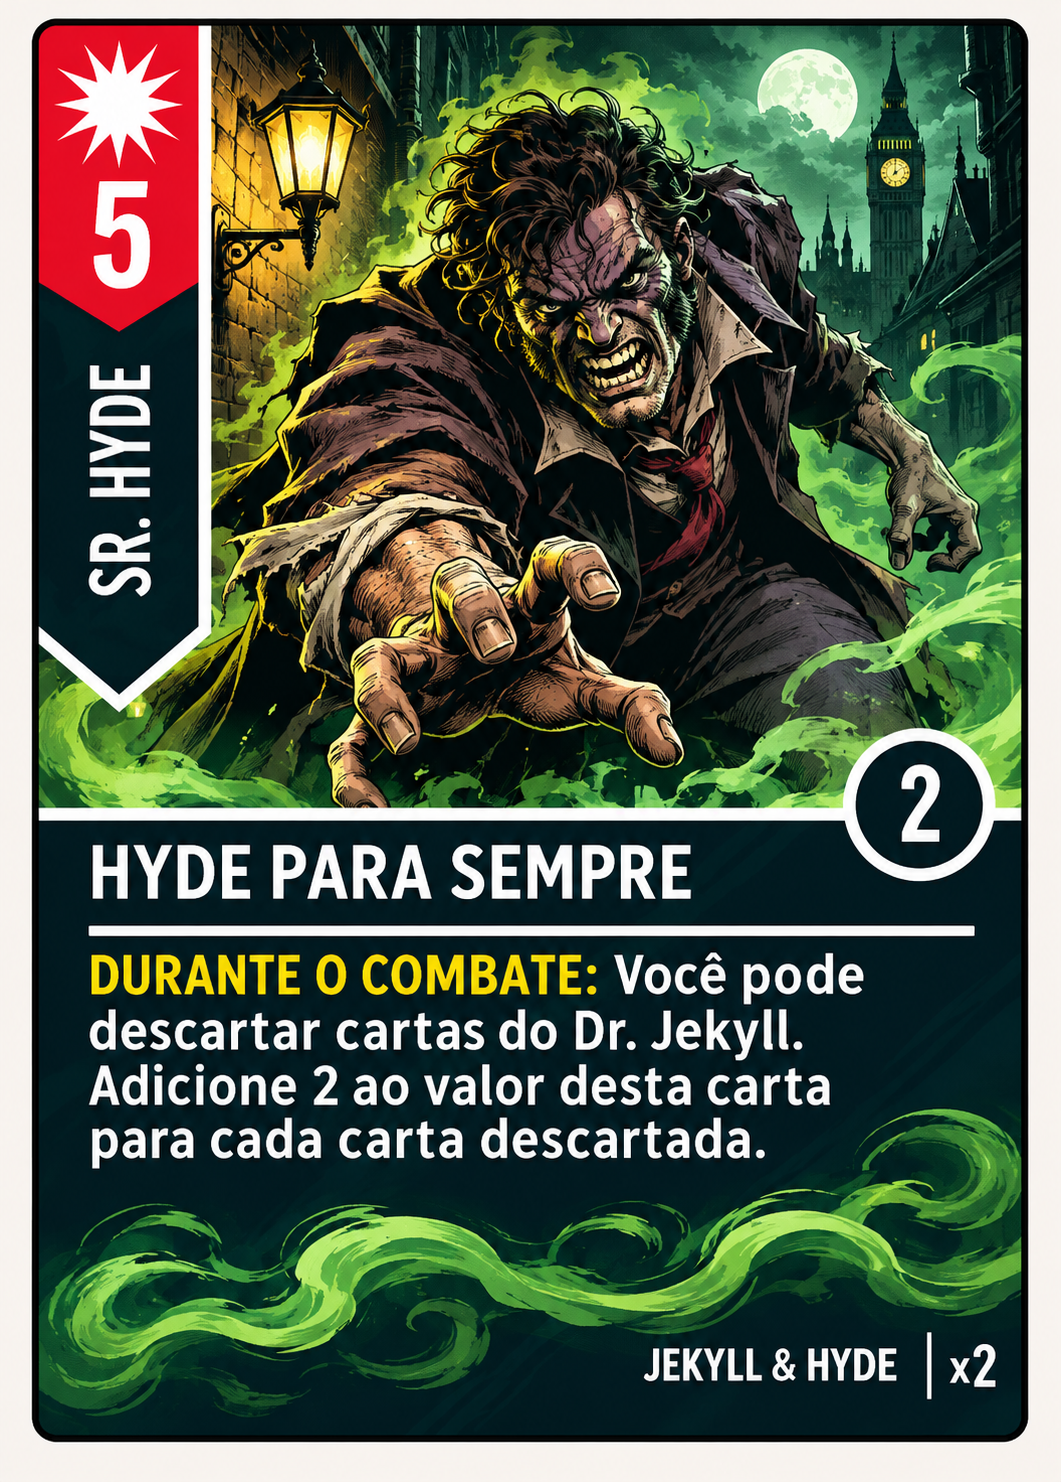 5
SR. HYDE
2
HYDE PARA SEMPRE
DURANTE O COMBATE: Você pode
descartar cartas do Dr. Jekyll.
Adicione 2 ao valor desta carta
para cada carta descartada.
JEKYLL & HYDE | x2